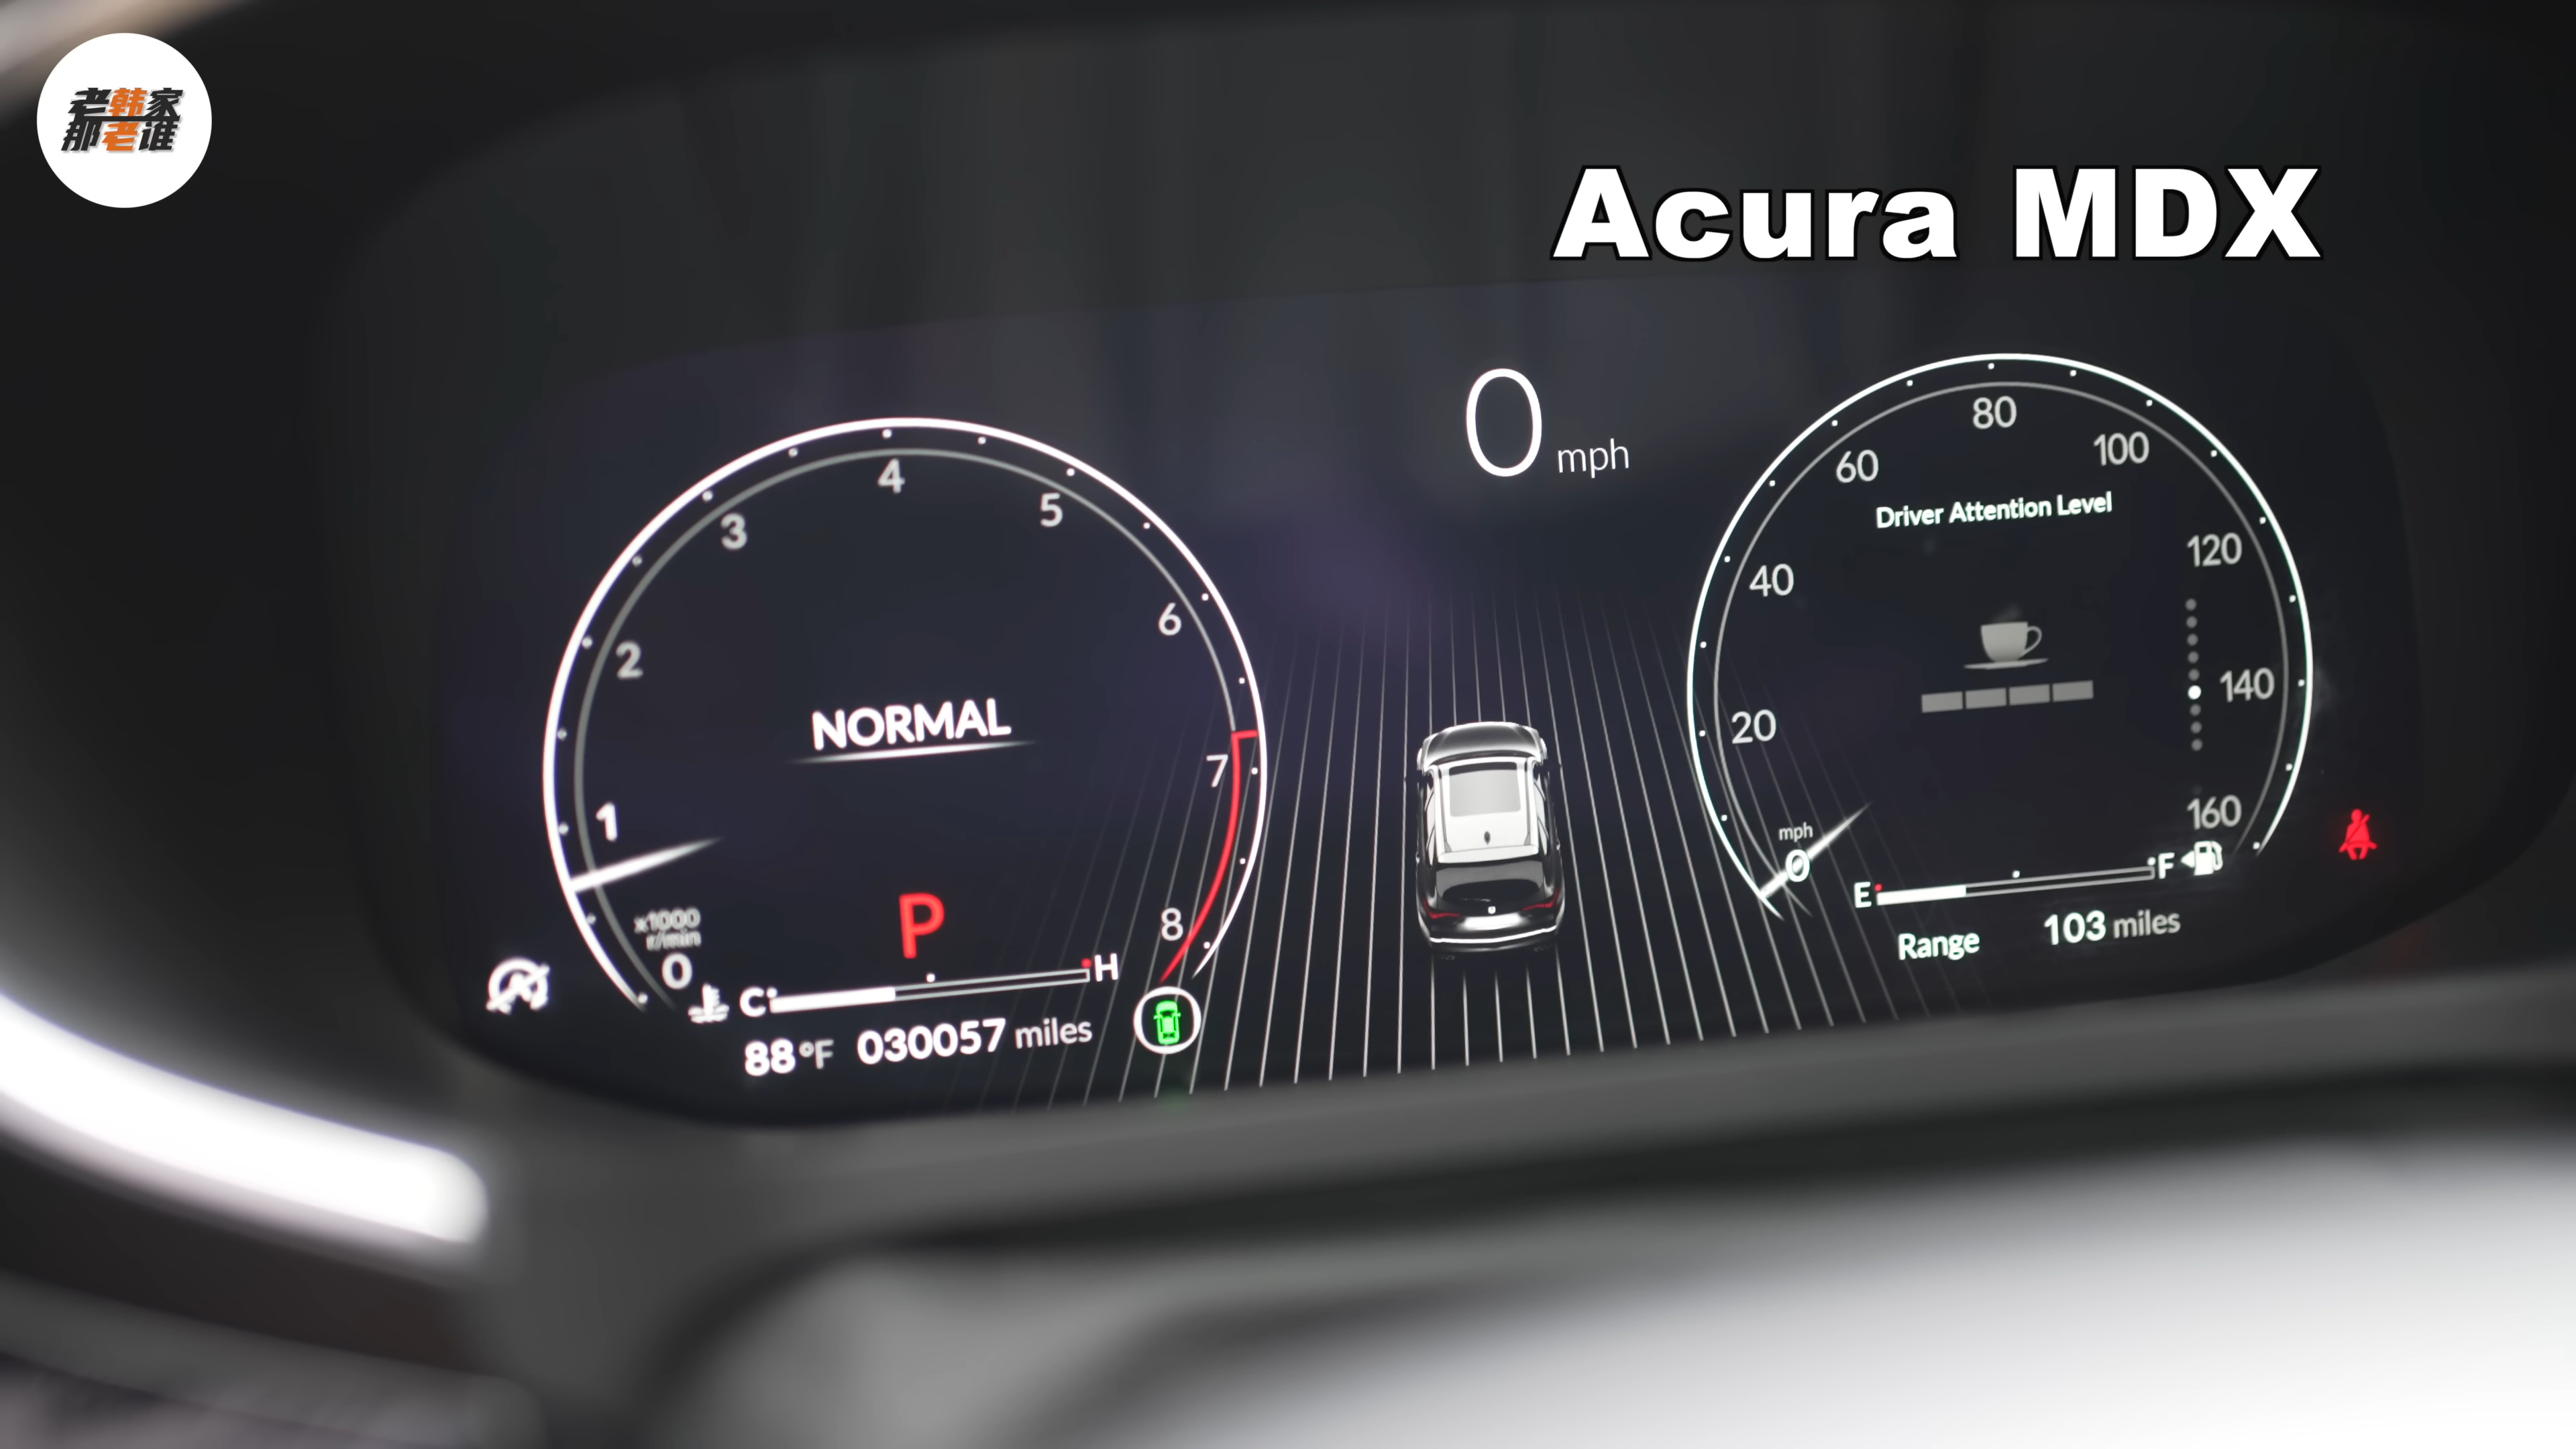 老韩家
那老谁
Acura MDX
0 mph
NORMAL
0
1
2
3
4
5
6
7
8
x1000
r/min
P
C H
88°F 030057 miles
Driver Attention Level
mph
0
20
40
60
80
100
120
140
160
E F
Range 103 miles